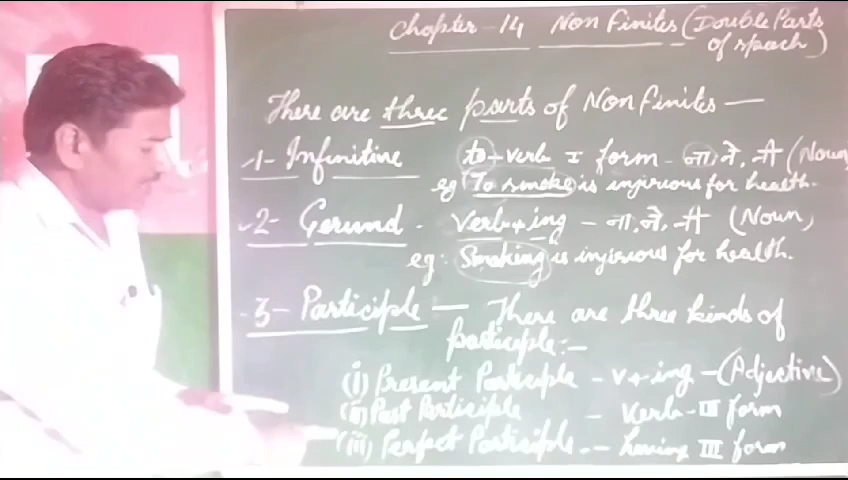 Chapter - 14 Non Finites (Double Parts
of speach)
There are three parts of Non finites —
1- Infinitive to + verb I form - ना, ने, नी (Noun)
eg: To smoke is injirious for health.
2- Gerund - Verb + ing - ना, ने, नी (Noun)
eg: Smoking is injirious for health.
3- Participle — There are three kinds of
participle:-
(i) Present Participle - v + ing - (Adjective)
(ii) Past Participle - verb - III form
(iii) Perfect Participle - having III form